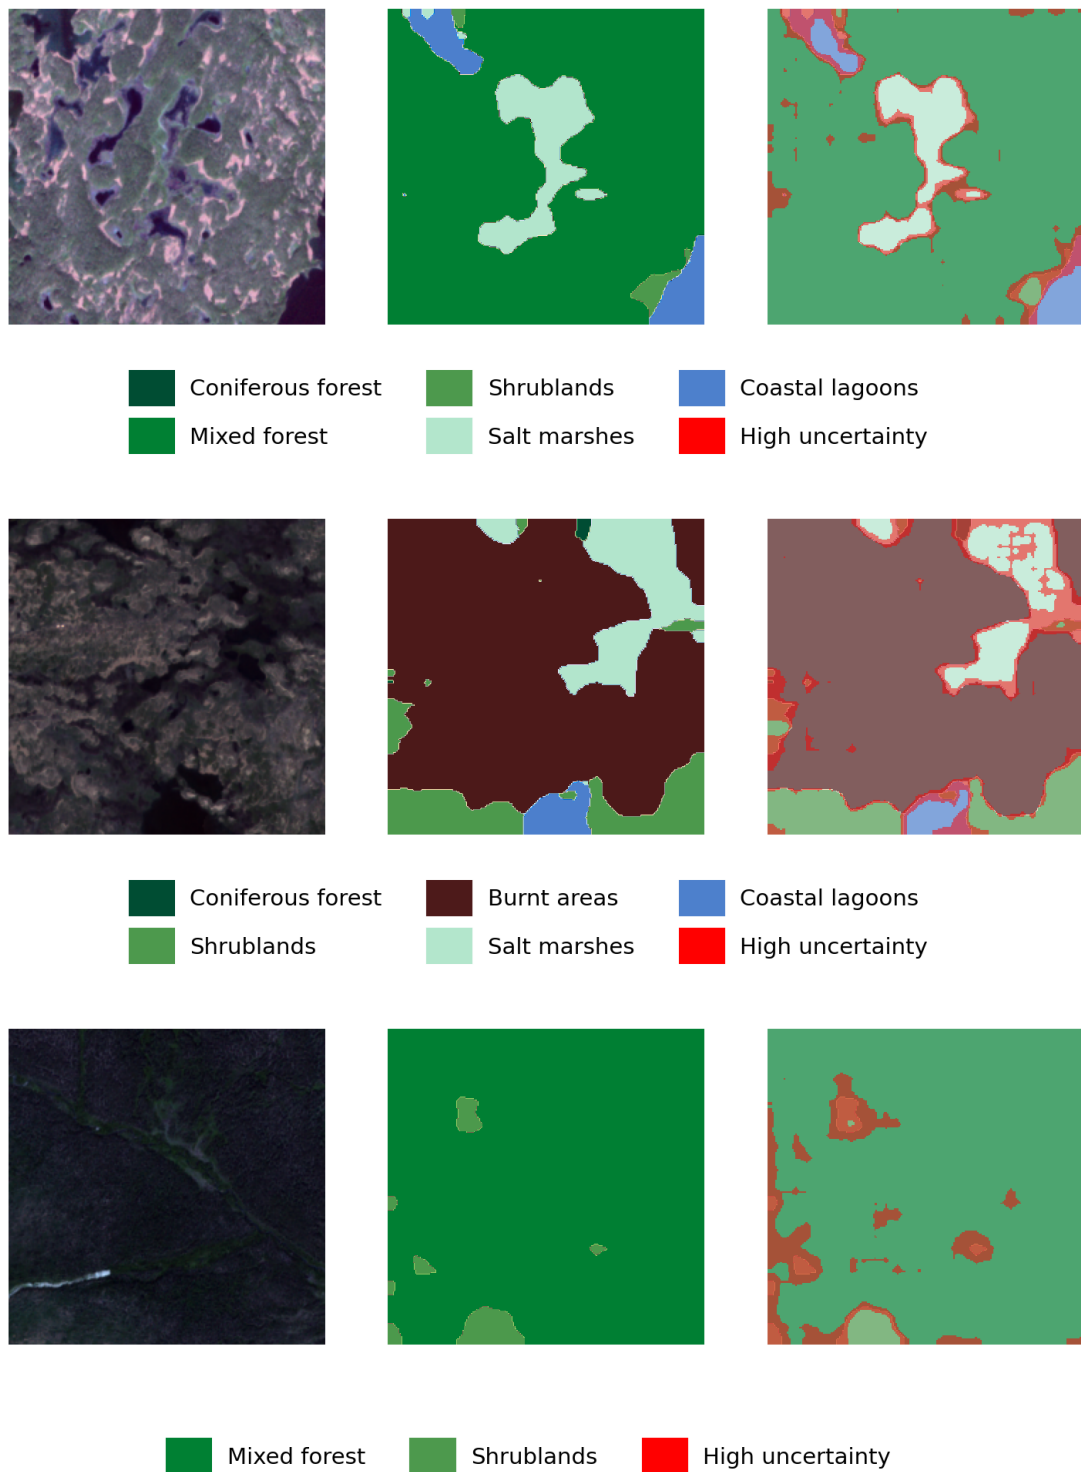 Coniferous forest
Shrublands
Coastal lagoons
Mixed forest
Salt marshes
High uncertainty
Coniferous forest
Burnt areas
Coastal lagoons
Shrublands
Salt marshes
High uncertainty
Mixed forest
Shrublands
High uncertainty